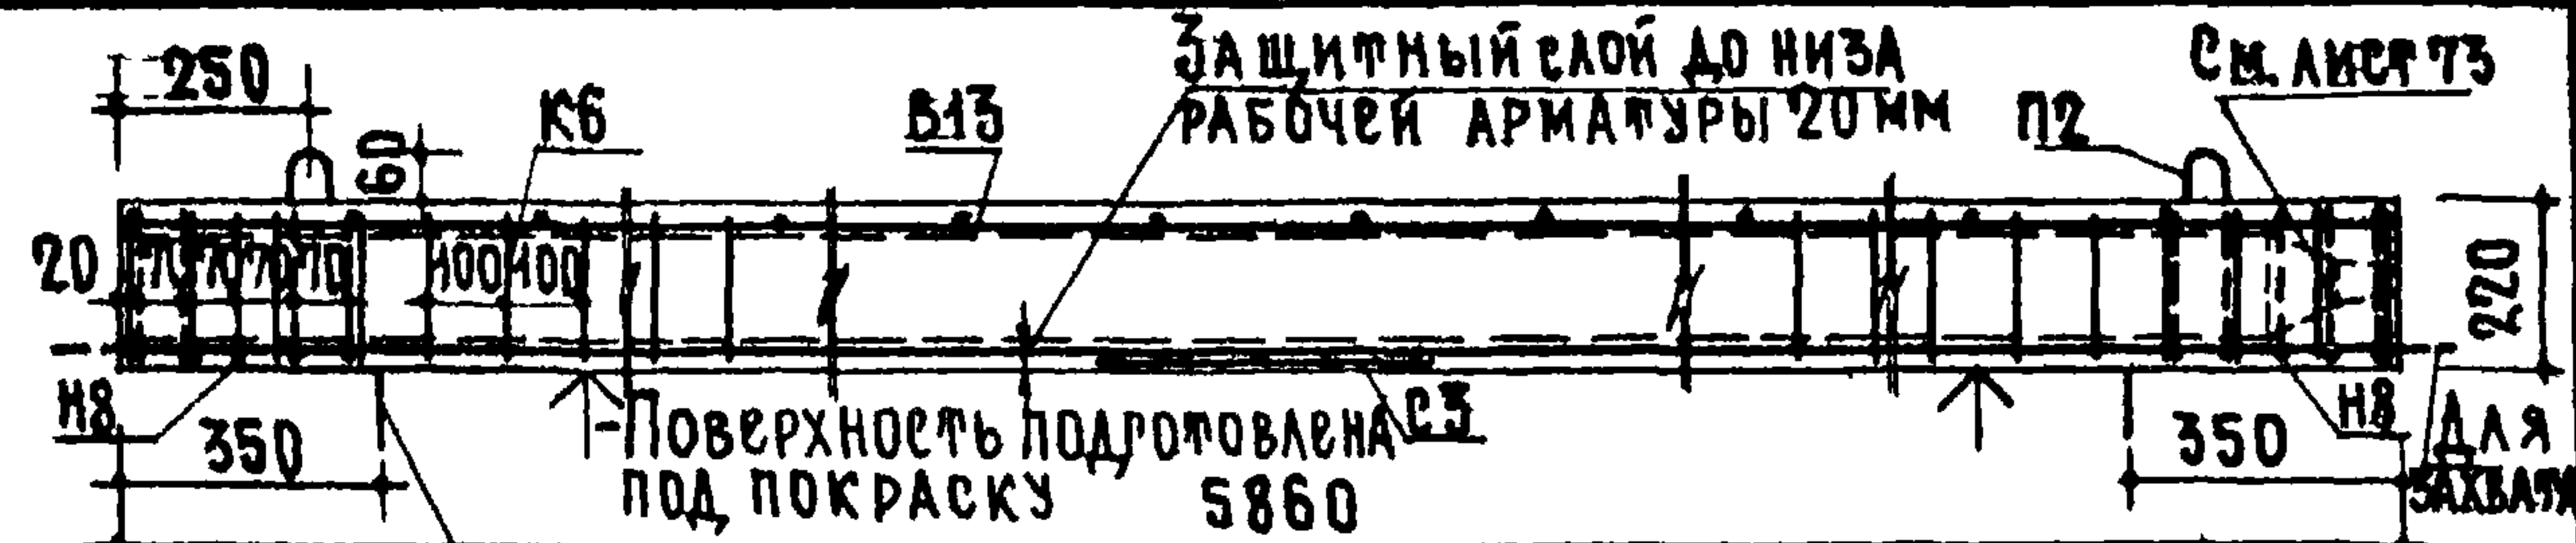 250
К6
В13
Защитный слой до низа
рабочей арматуры 20 мм
См. лист 73
П2
60
20
70 70 70 70
100 100
220
Н8
350
Поверхность подготовлена
под покраску
С3
5860
350
Н8
Для
захвата